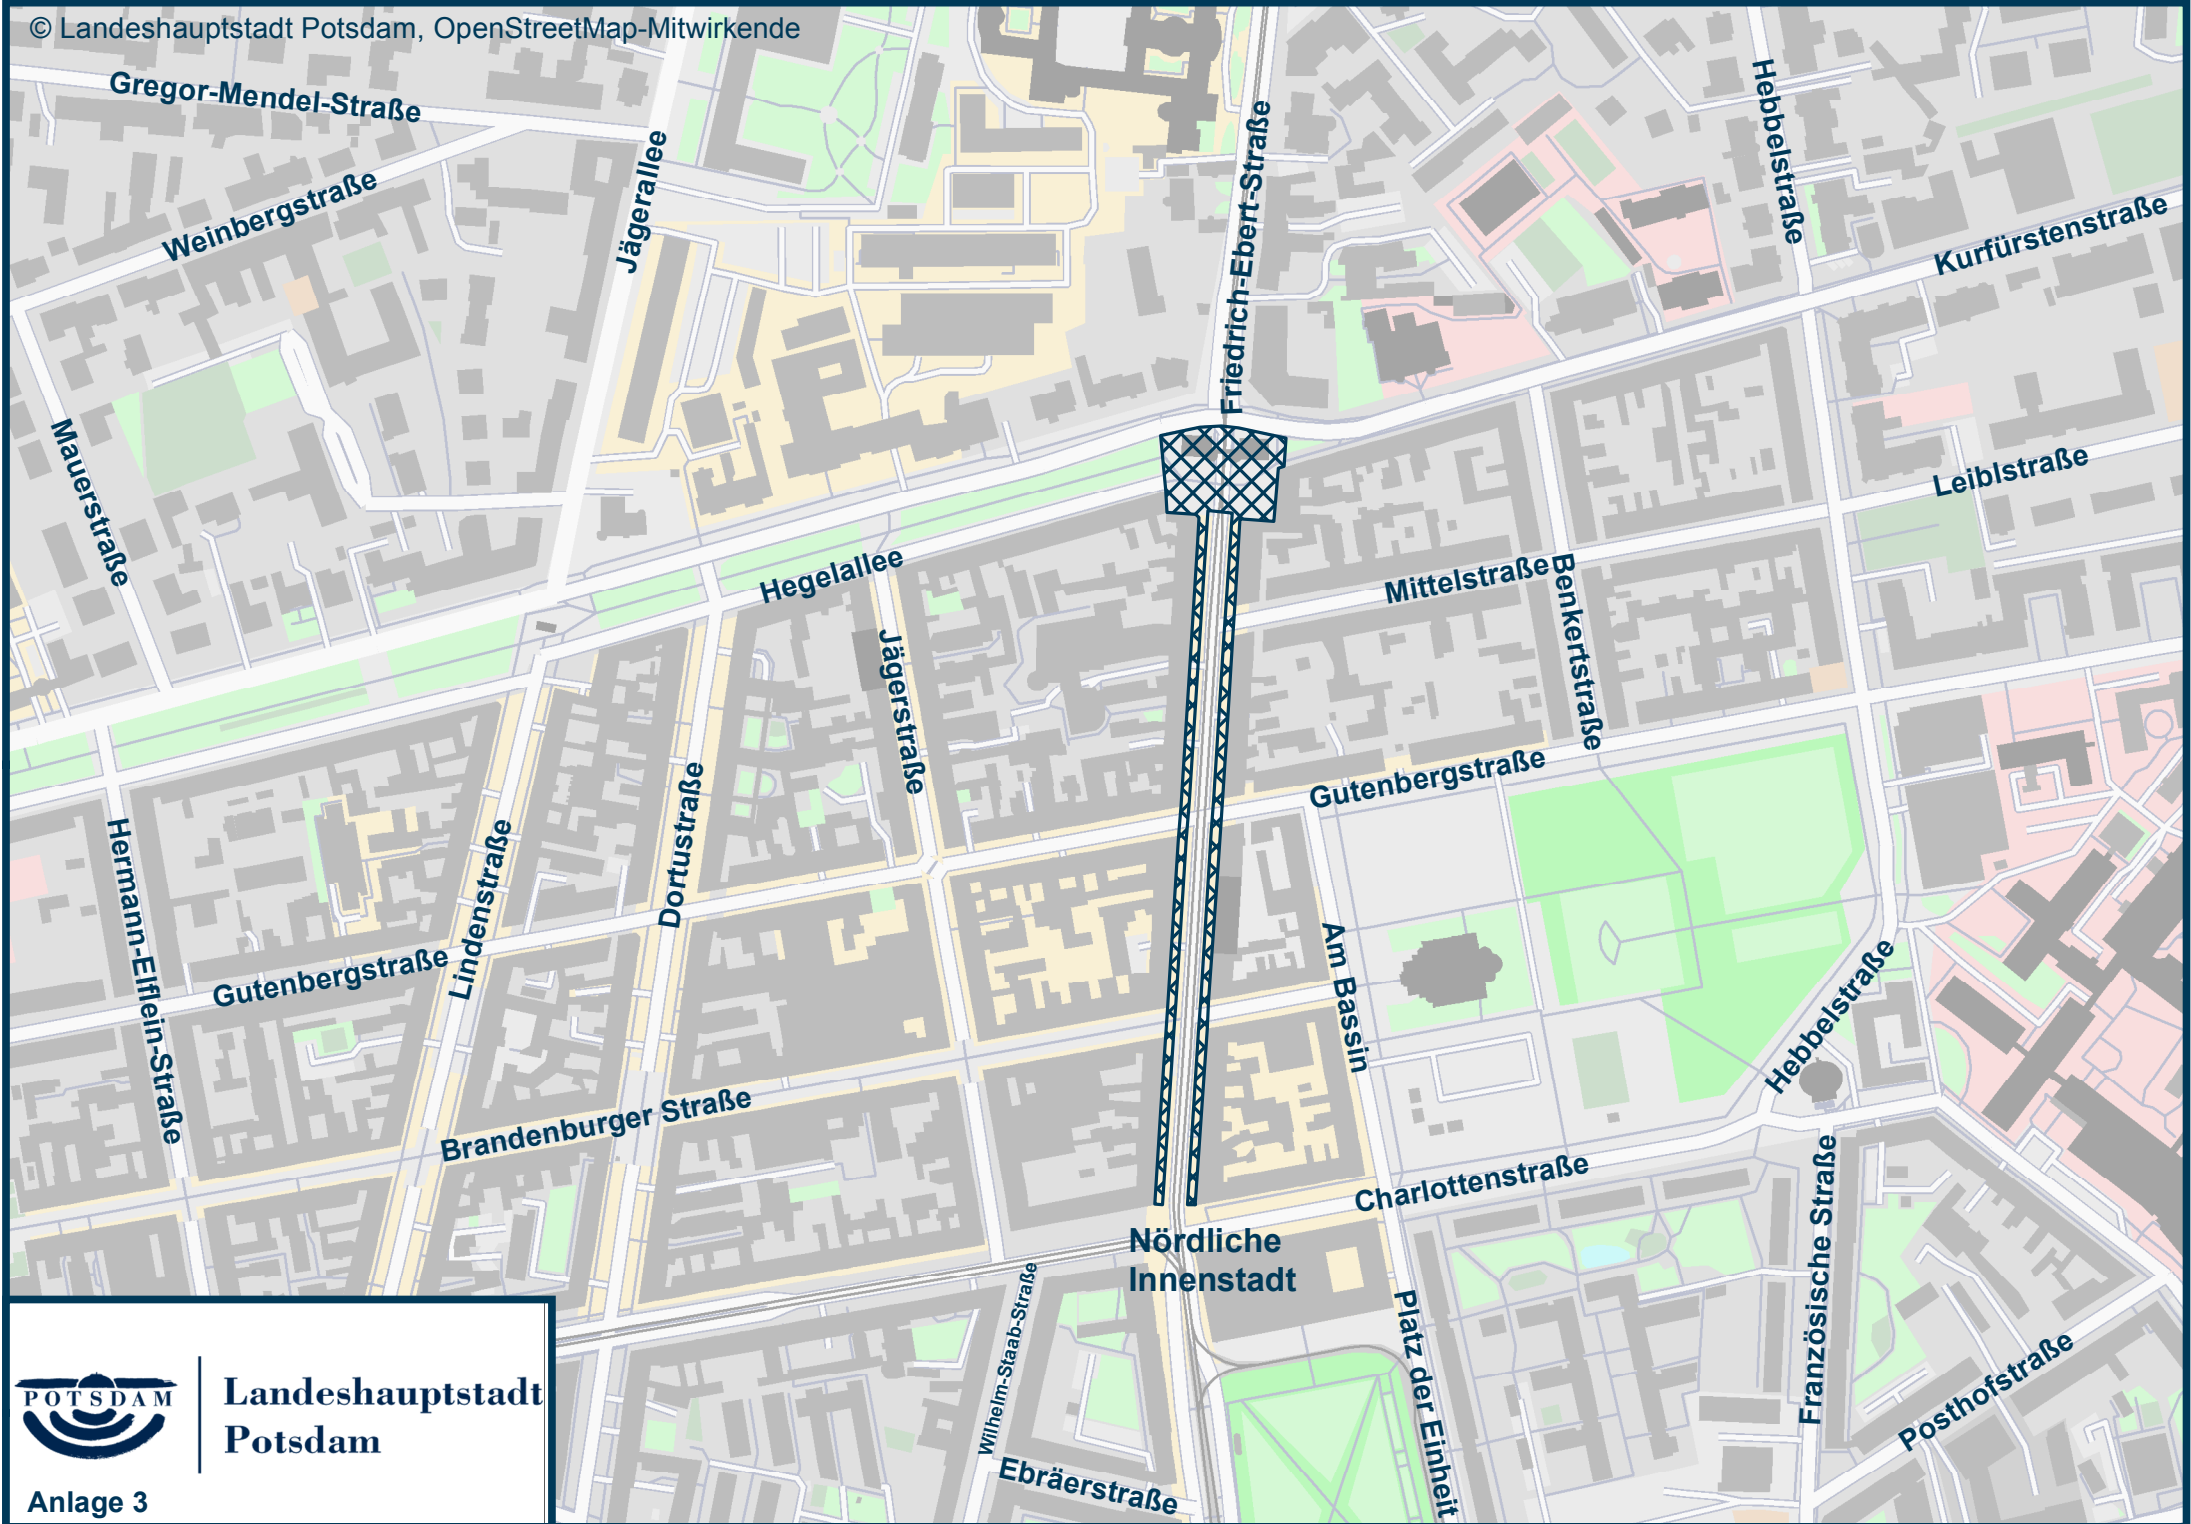 © Landeshauptstadt Potsdam, OpenStreetMap-Mitwirkende
Gregor-Mendel-Straße
Weinbergstraße
Jägerallee
Friedrich-Ebert-Straße
Hebbelstraße
Kurfürstenstraße
Mauerstraße
Leiblstraße
Hegelallee
Mittelstraße
Benkertstraße
Jägerstraße
Gutenbergstraße
Dortustraße
Lindenstraße
Hermann-Elflein-Straße
Gutenbergstraße
Am Bassin
Hebbelstraße
Brandenburger Straße
Charlottenstraße
Französische Straße
Nördliche
Innenstadt
Wilhelm-Staab-Straße
Platz der Einheit
Posthofstraße
Ebräerstraße
POTSDAM
Landeshauptstadt
Potsdam
Anlage 3